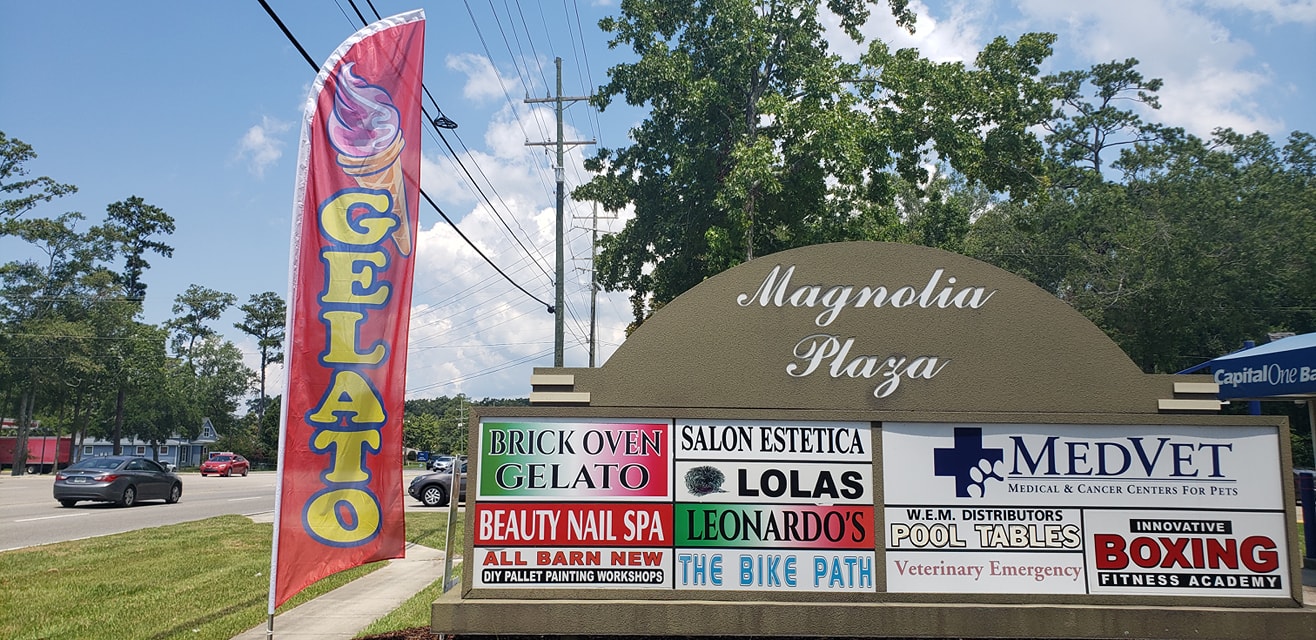 GELATO
Magnolia
Plaza
CapitalOne Ba
BRICK OVEN
GELATO
SALON ESTETICA
LOLAS
BEAUTY NAIL SPA
LEONARDO'S
ALL BARN NEW
DIY PALLET PAINTING WORKSHOPS
THE BIKE PATH
MEDVET
MEDICAL & CANCER CENTERS FOR PETS
W.E.M. DISTRIBUTORS
POOL TABLES
Veterinary Emergency
INNOVATIVE
BOXING
FITNESS ACADEMY